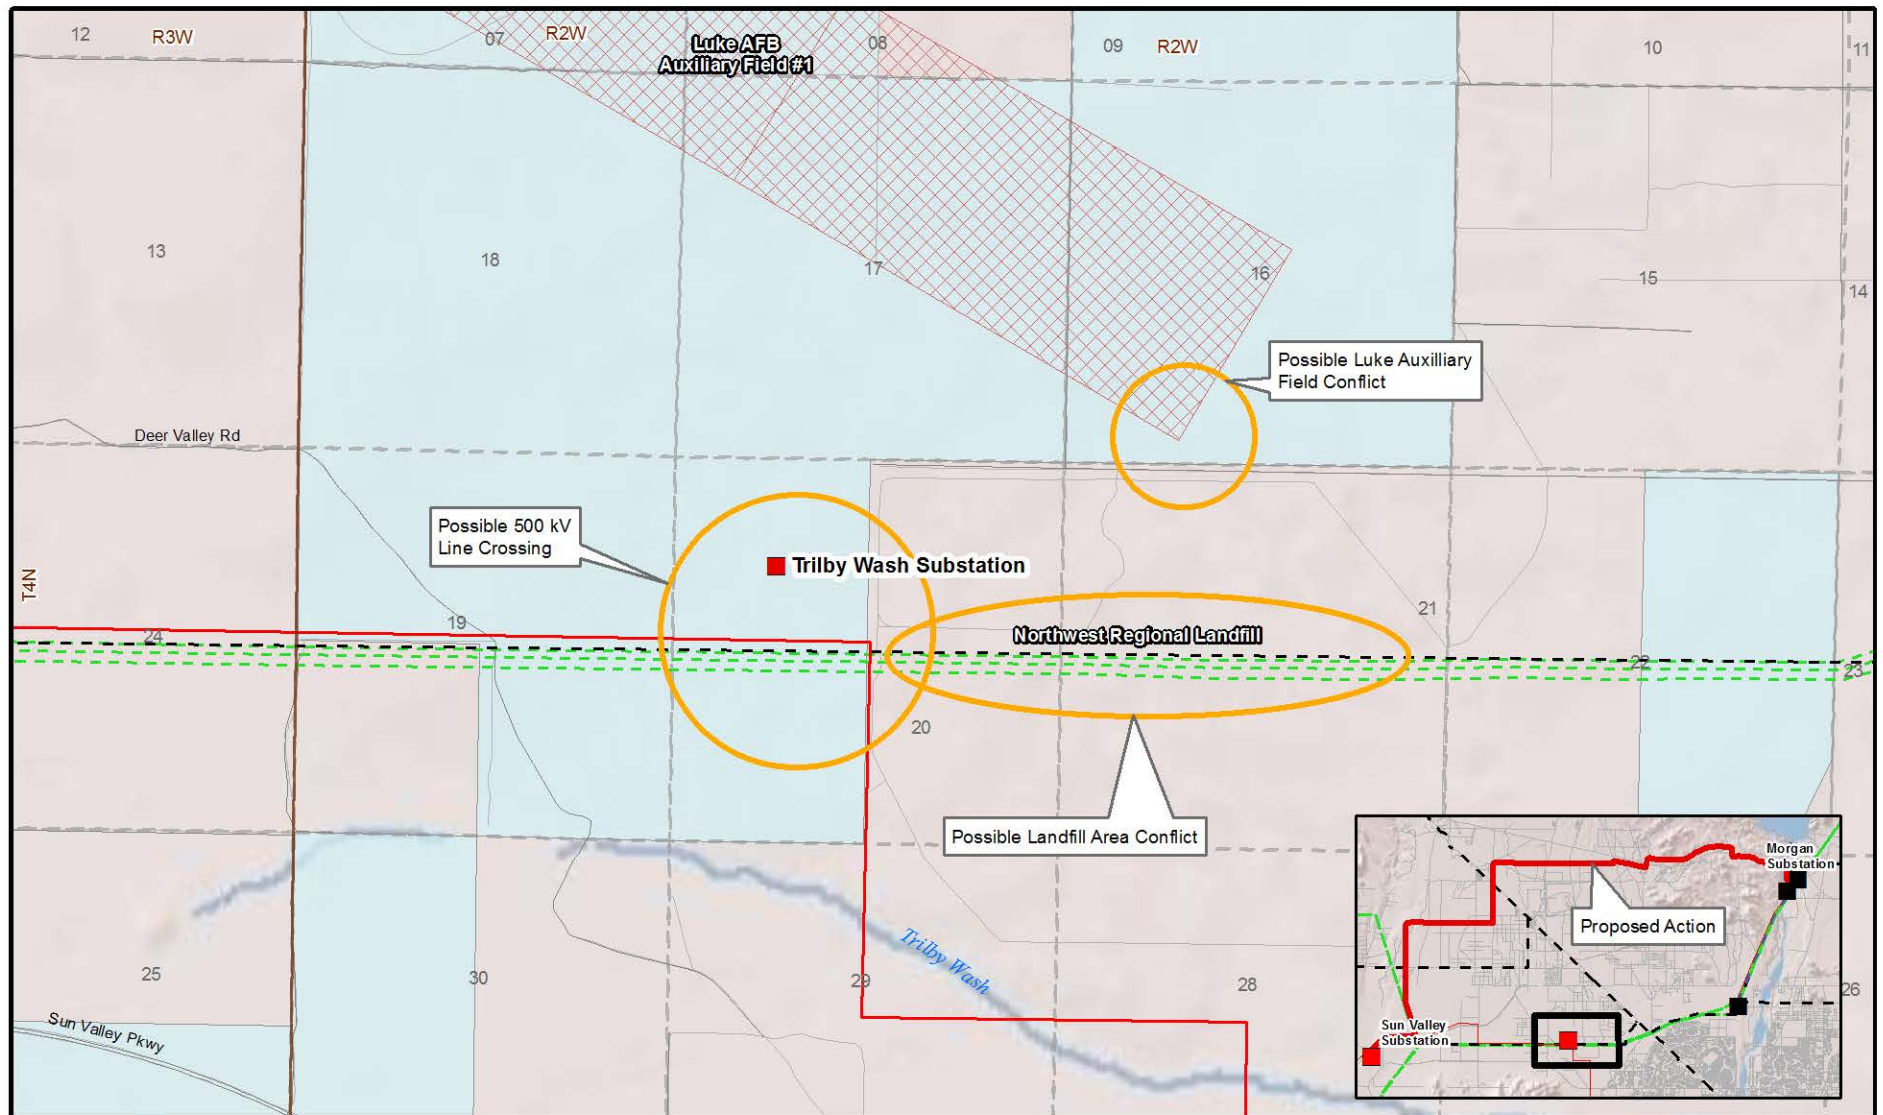 12
R3W
07
R2W
Luke AFB
Auxiliary Field #1
08
09
R2W
10
11
13
18
17
16
15
14
Possible Luke Auxilliary
Field Conflict
Deer Valley Rd
Possible 500 kV
Line Crossing
Trilby Wash Substation
T4N
24
19
21
Northwest Regional Landfill
22
23
20
Possible Landfill Area Conflict
Trilby Wash
25
30
29
28
26
Sun Valley Pkwy
Morgan
Substation
Proposed Action
Sun Valley
Substation